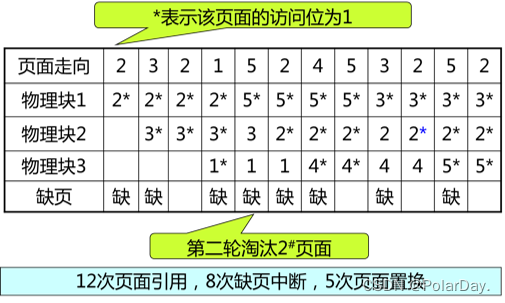 *表示该页面的访问位为1
页面走向 2 3 2 1 5 2 4 5 3 2 5 2
物理块1 2* 2* 2* 2* 5* 5* 5* 5* 3* 3* 3* 3*
物理块2 3* 3* 3* 3 2* 2* 2* 2 2* 2* 2*
物理块3 1* 1 1 4* 4* 4 4 5* 5*
缺页 缺 缺 缺 缺 缺 缺 缺 缺
第二轮淘汰2#页面
12次页面引用，8次缺页中断，5次页面置换
CSDN @PolarDay.